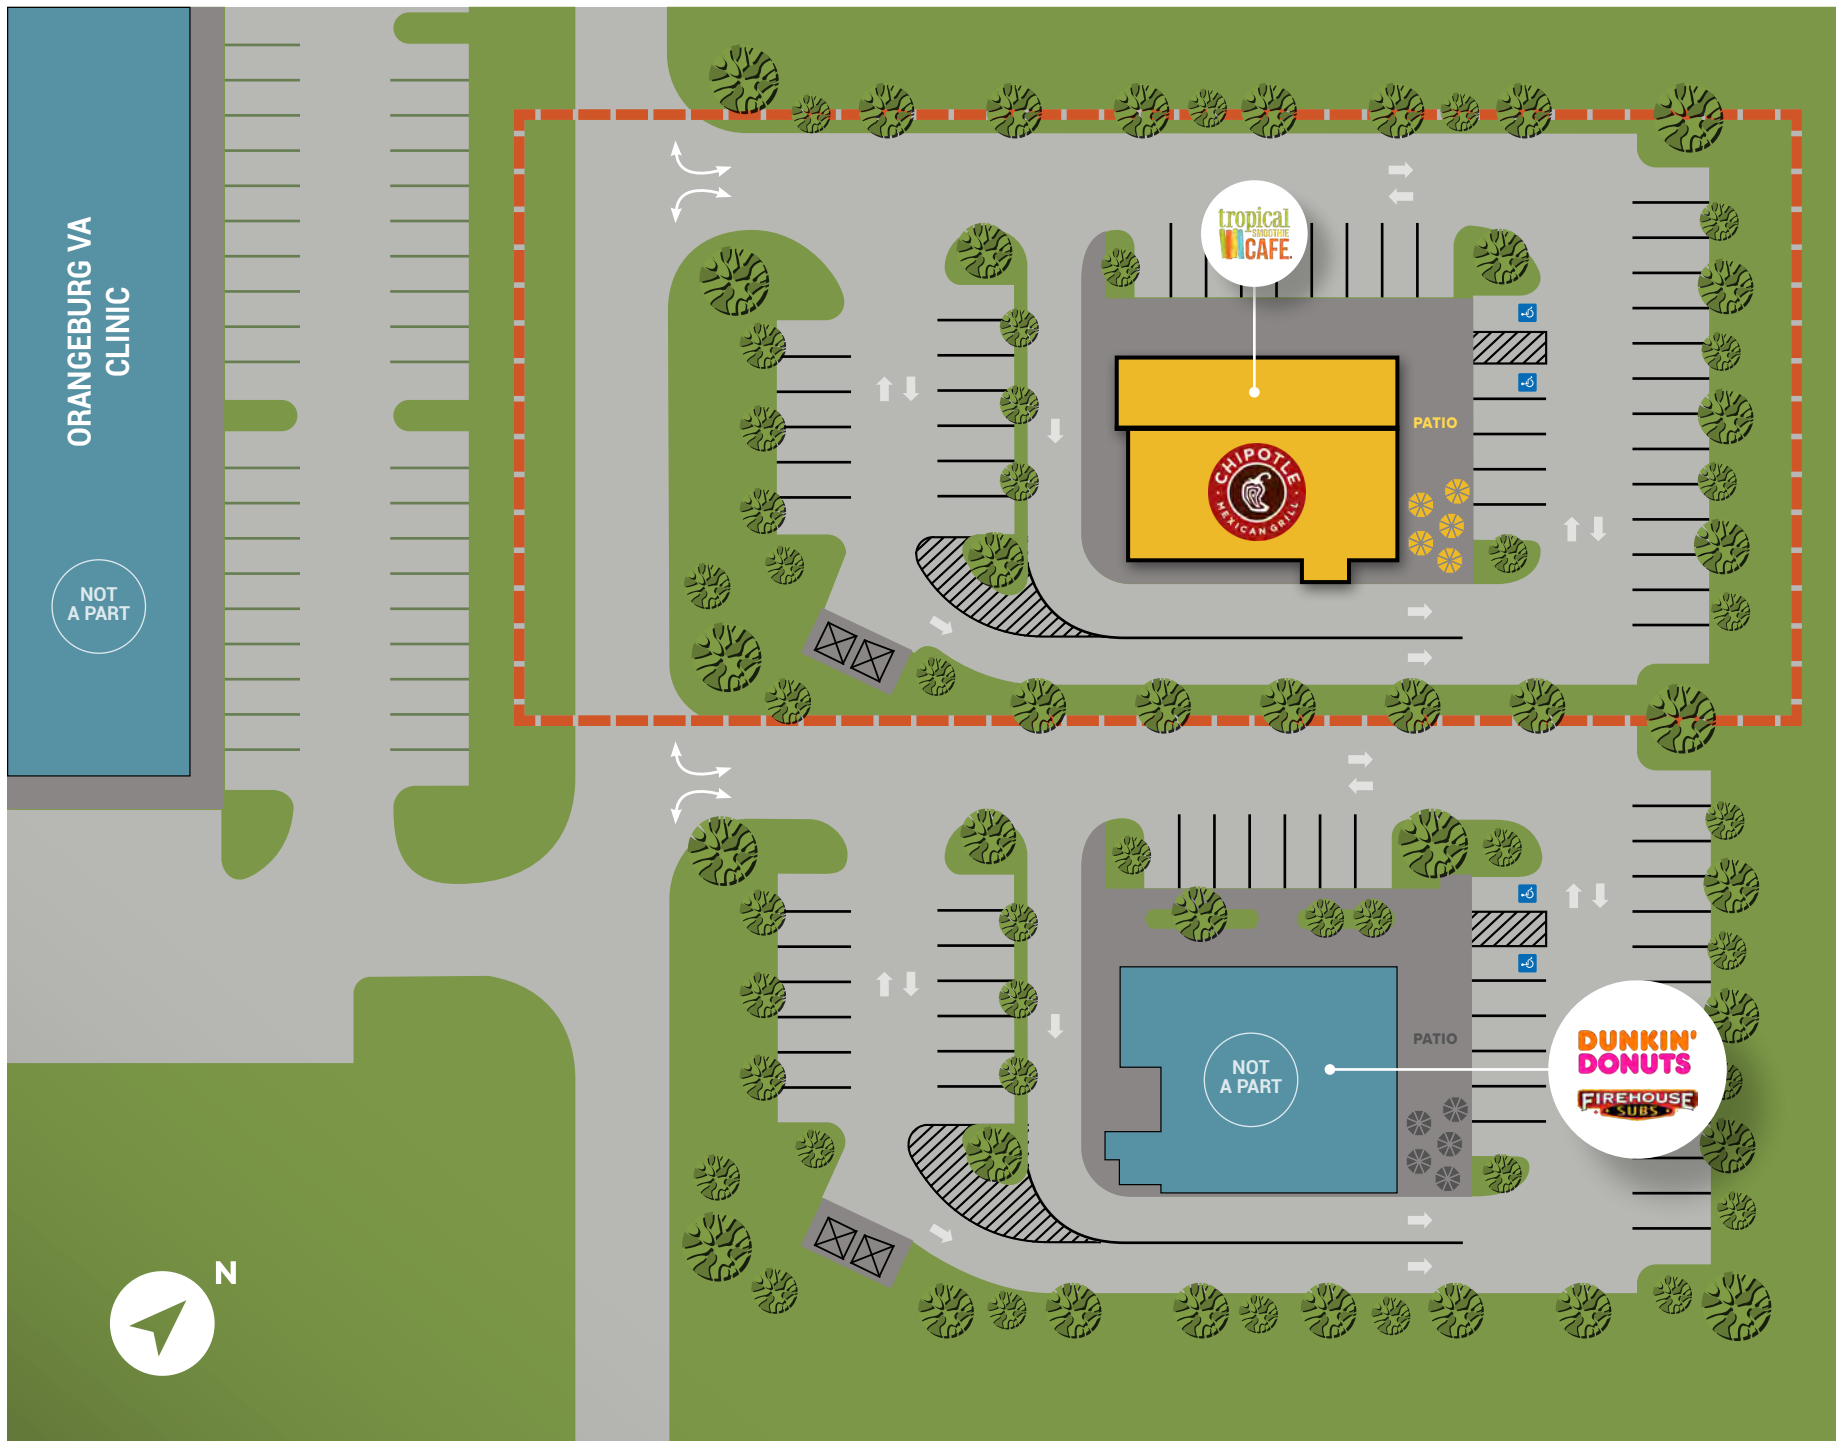 ORANGEBURG VA
CLINIC
NOT
A PART
tropical
SMOOTHIE
CAFE.
CHIPOTLE
MEXICAN GRILL
PATIO
NOT
A PART
PATIO
DUNKIN'
DONUTS
FIREHOUSE
SUBS
N